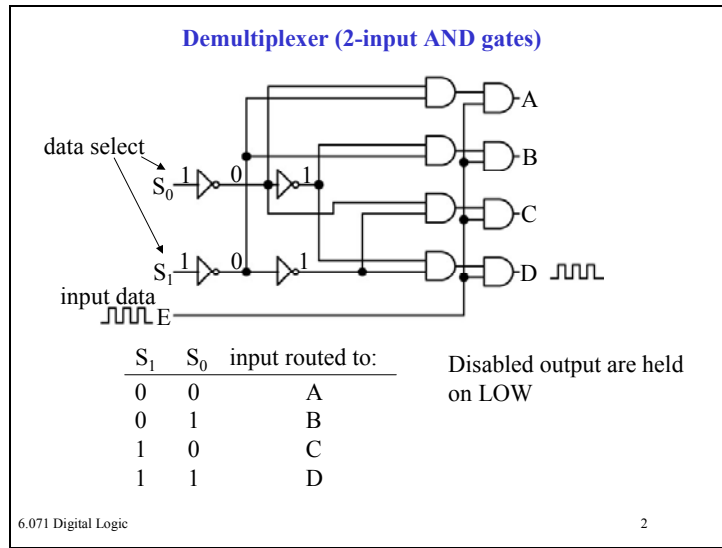 Demultiplexer (2-input AND gates)
A
data select
B
S₀ 1 0 1
C
S₁ 1 0 1
D
input data
E
S₁ S₀ input routed to:
0 0 A
0 1 B
1 0 C
1 1 D
Disabled output are held
on LOW
6.071 Digital Logic
2